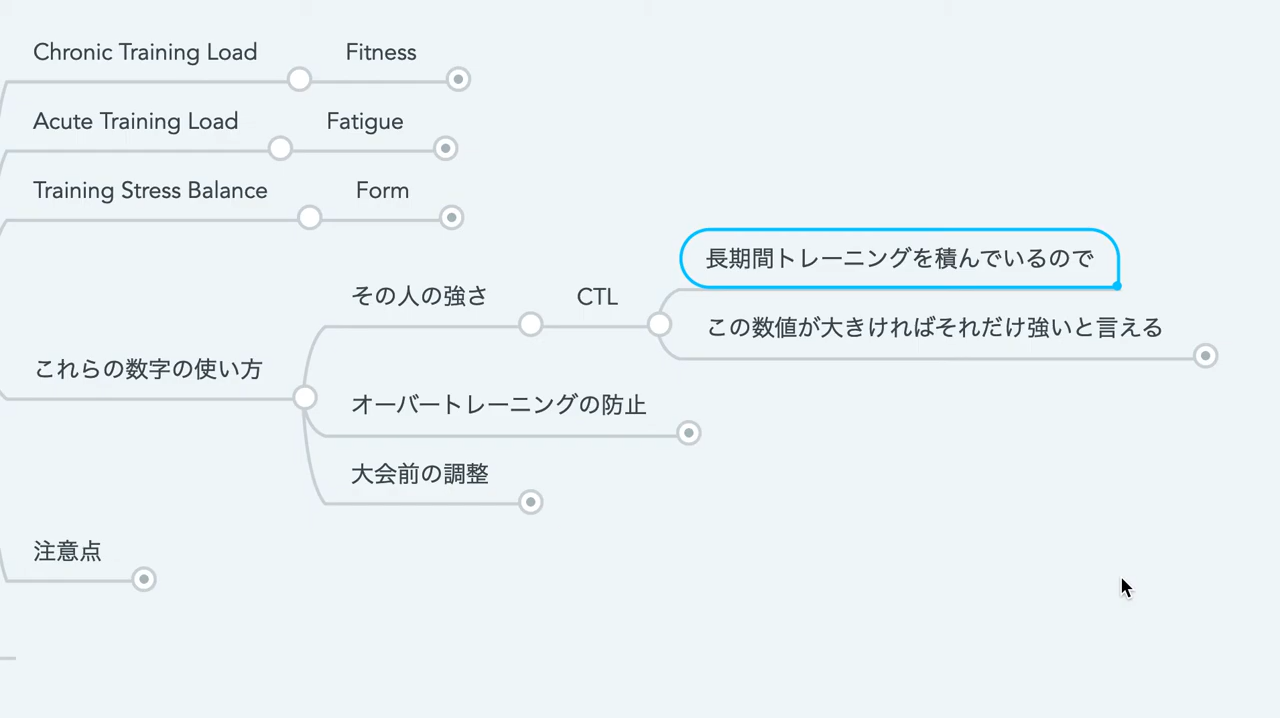 Chronic Training Load
Fitness
Acute Training Load
Fatigue
Training Stress Balance
Form
長期間トレーニングを積んでいるので
その人の強さ
CTL
この数値が大きければそれだけ強いと言える
これらの数字の使い方
オーバートレーニングの防止
大会前の調整
注意点